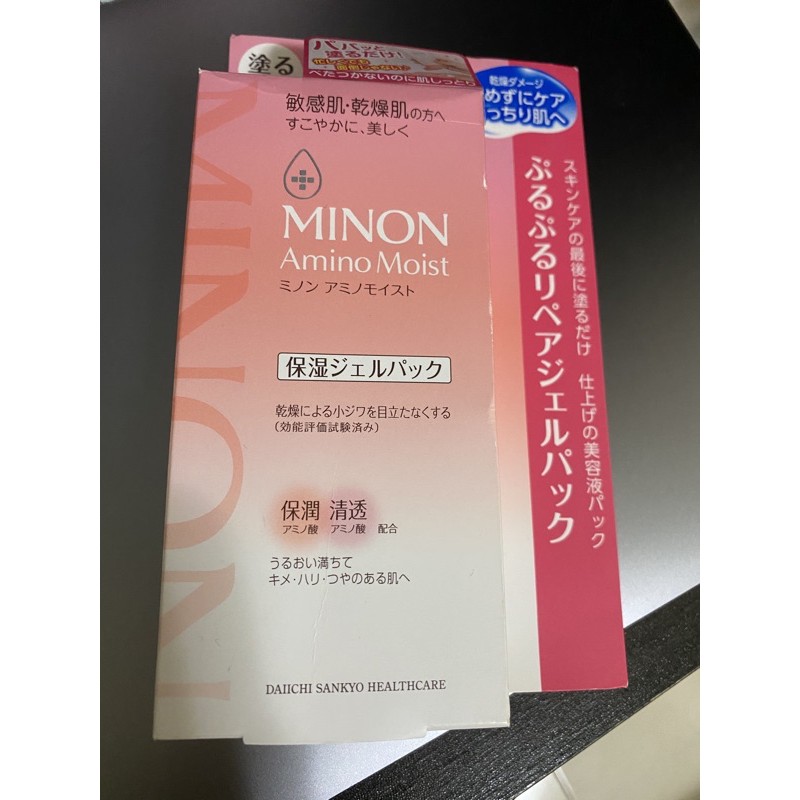 塗る
パパッと
塗るだけ!
べたつかないのに肌しっとり
乾燥ダメージ
めずにケア
っちり肌へ
敏感肌・乾燥肌の方へ
すこやかに、美しく
MINON
Amino Moist
ミノン アミノモイスト
保湿ジェルパック
乾燥による小ジワを目立たなくする
(効能評価試験済み)
保潤 清透
アミノ酸 アミノ酸 配合
うるおい満ちて
キメ・ハリ・つやのある肌へ
DAIICHI SANKYO HEALTHCARE
MINON
スキンケアの最後に塗るだけ 仕上げの美容液パック
ぷるぷるリペアジェルパック